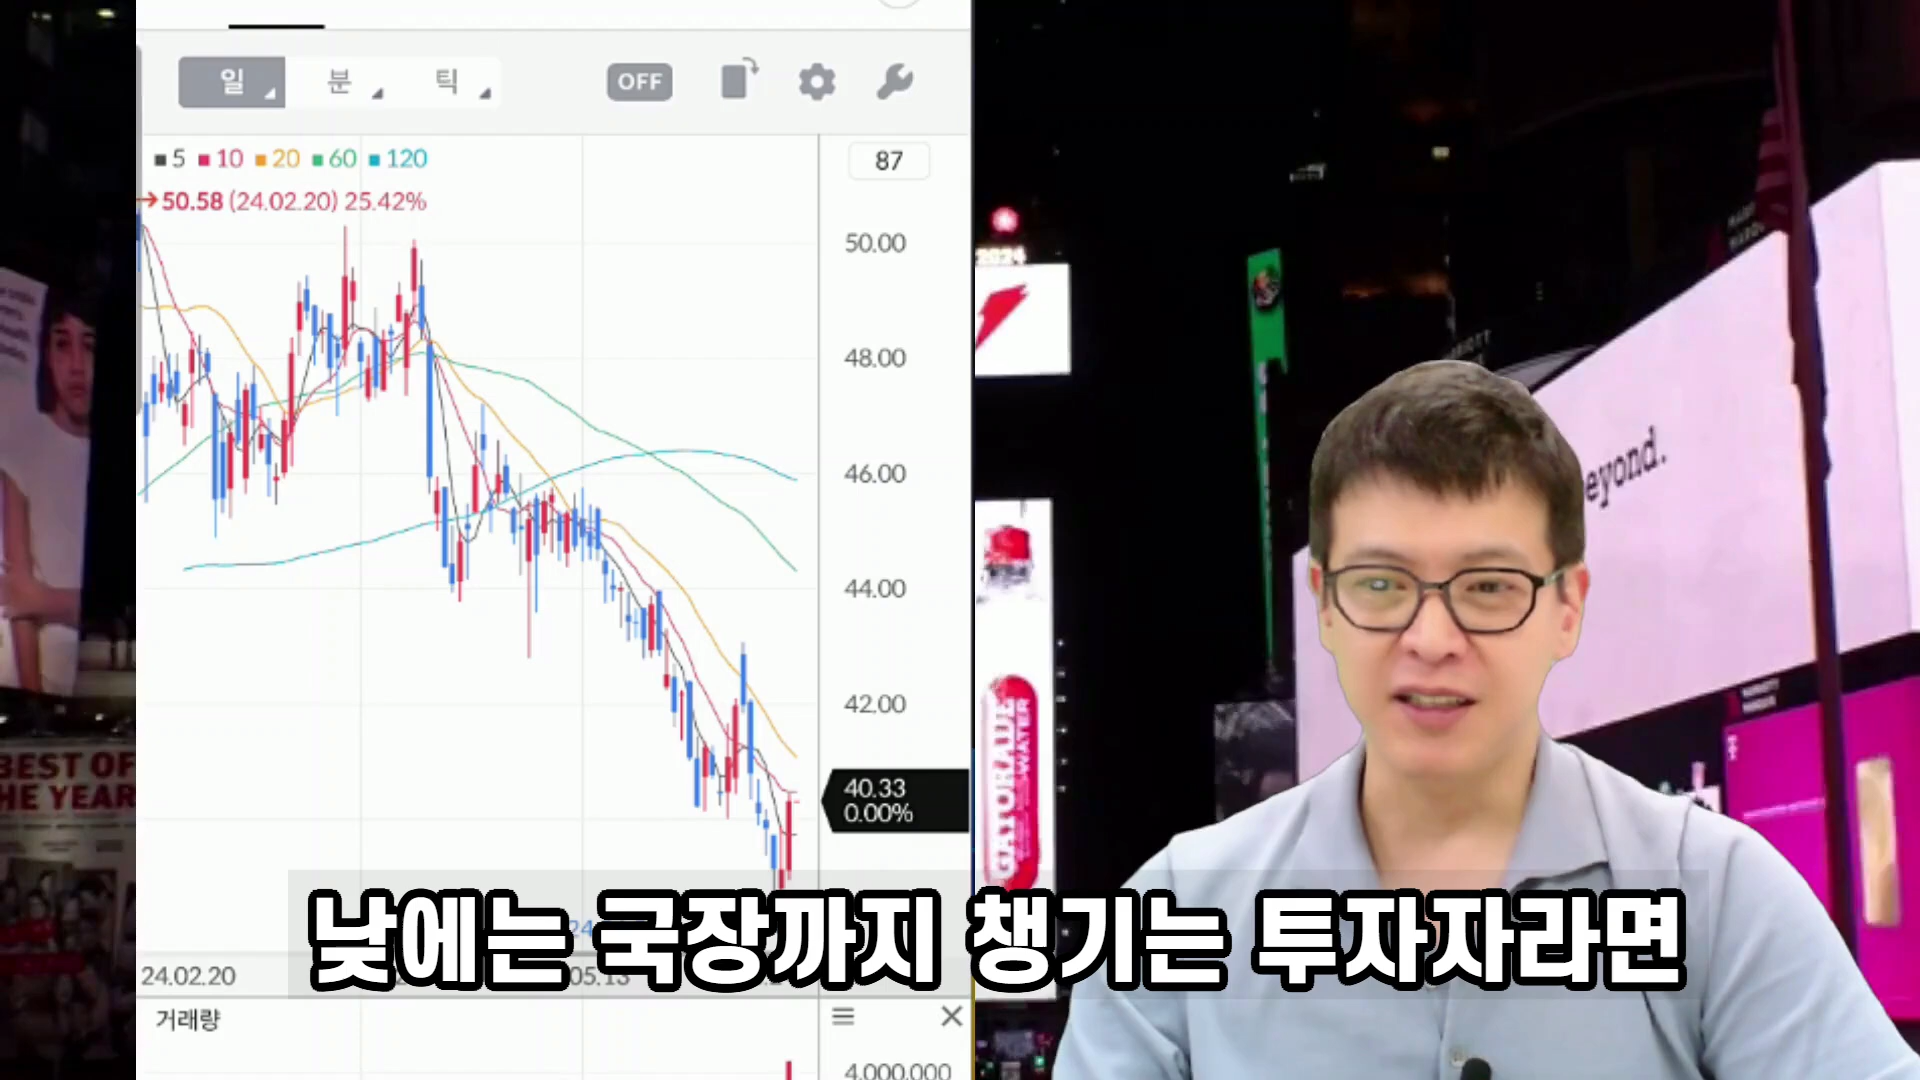 일 분 틱 OFF
5 10 20 60 120
87
50.58 (24.02.20) 25.42%
50.00
48.00
46.00
44.00
42.00
40.33
0.00%
24.02.20
05.13
거래량
4,000,000
2024
eyond.
GATORADE
WATER
BEST OF
HE YEAR
낮에는 국장까지 챙기는 투자자라면